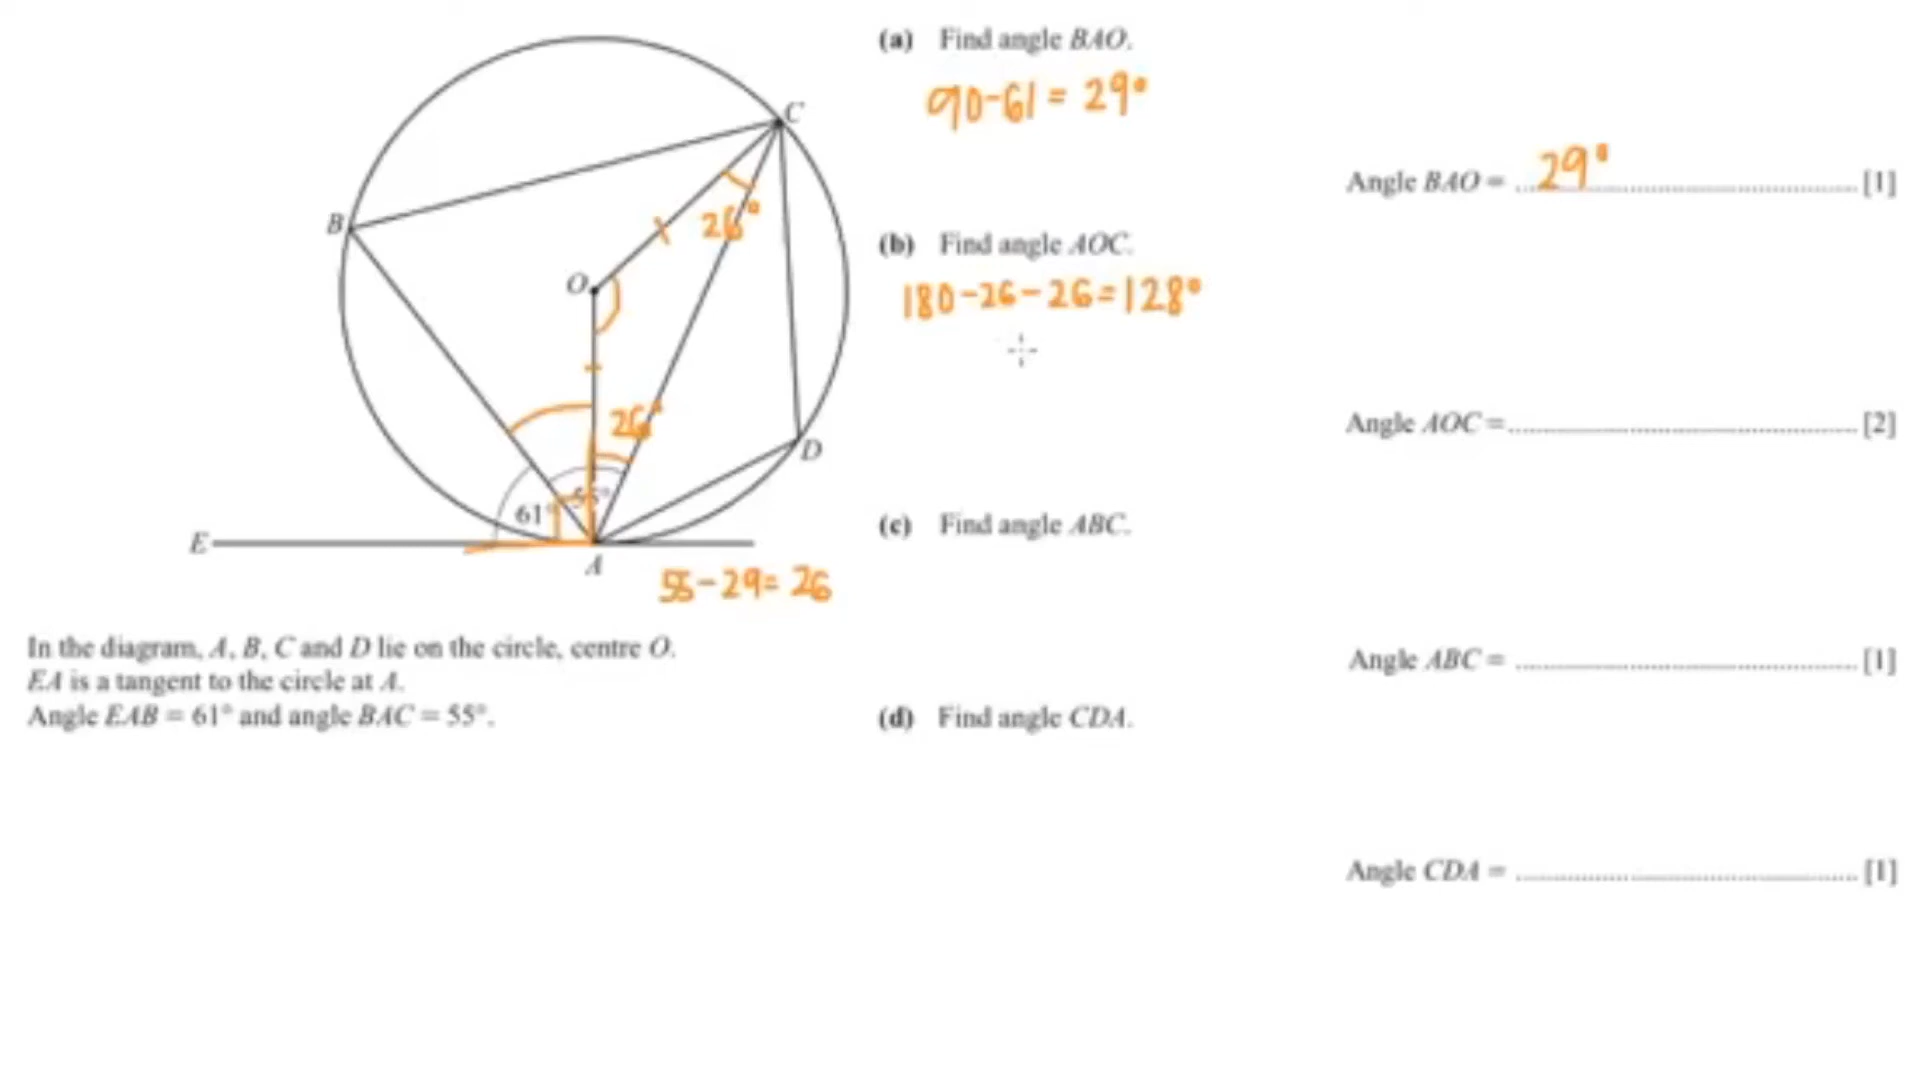 C
B
O
26°
26°
D
61°
55°
E
A
55-29=26
In the diagram, A, B, C and D lie on the circle, centre O.
EA is a tangent to the circle at A.
Angle EAB = 61° and angle BAC = 55°.
(a) Find angle BAO.
90-61= 29°
Angle BAO = 29° [1]
(b) Find angle AOC.
180-26-26=128°
Angle AOC = [2]
(c) Find angle ABC.
Angle ABC = [1]
(d) Find angle CDA.
Angle CDA = [1]